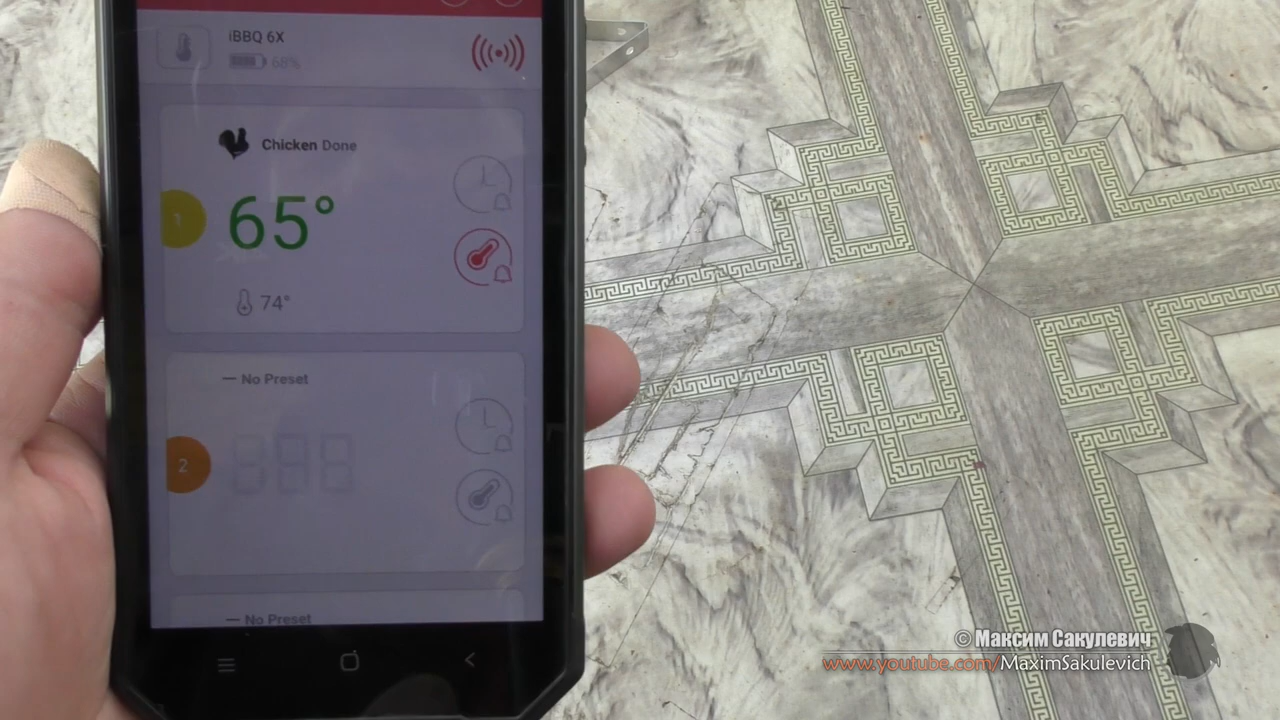 iBBQ 6X
68%
Chicken Done
1
65°
74°
— No Preset
2
— No Preset
© Максим Сакулевич
www.youtube.com/MaximSakulevich